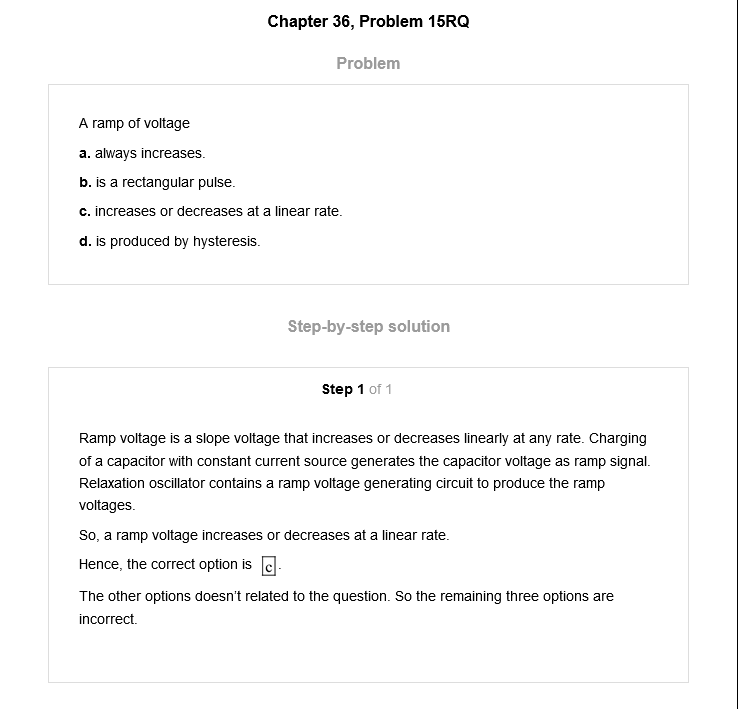 Chapter 36, Problem 15RQ
Problem
A ramp of voltage
a. always increases.
b. is a rectangular pulse.
c. increases or decreases at a linear rate.
d. is produced by hysteresis.
Step-by-step solution
Step 1 of 1
Ramp voltage is a slope voltage that increases or decreases linearly at any rate. Charging
of a capacitor with constant current source generates the capacitor voltage as ramp signal.
Relaxation oscillator contains a ramp voltage generating circuit to produce the ramp
voltages.
So, a ramp voltage increases or decreases at a linear rate.
Hence, the correct option is c.
The other options doesn't related to the question. So the remaining three options are
incorrect.